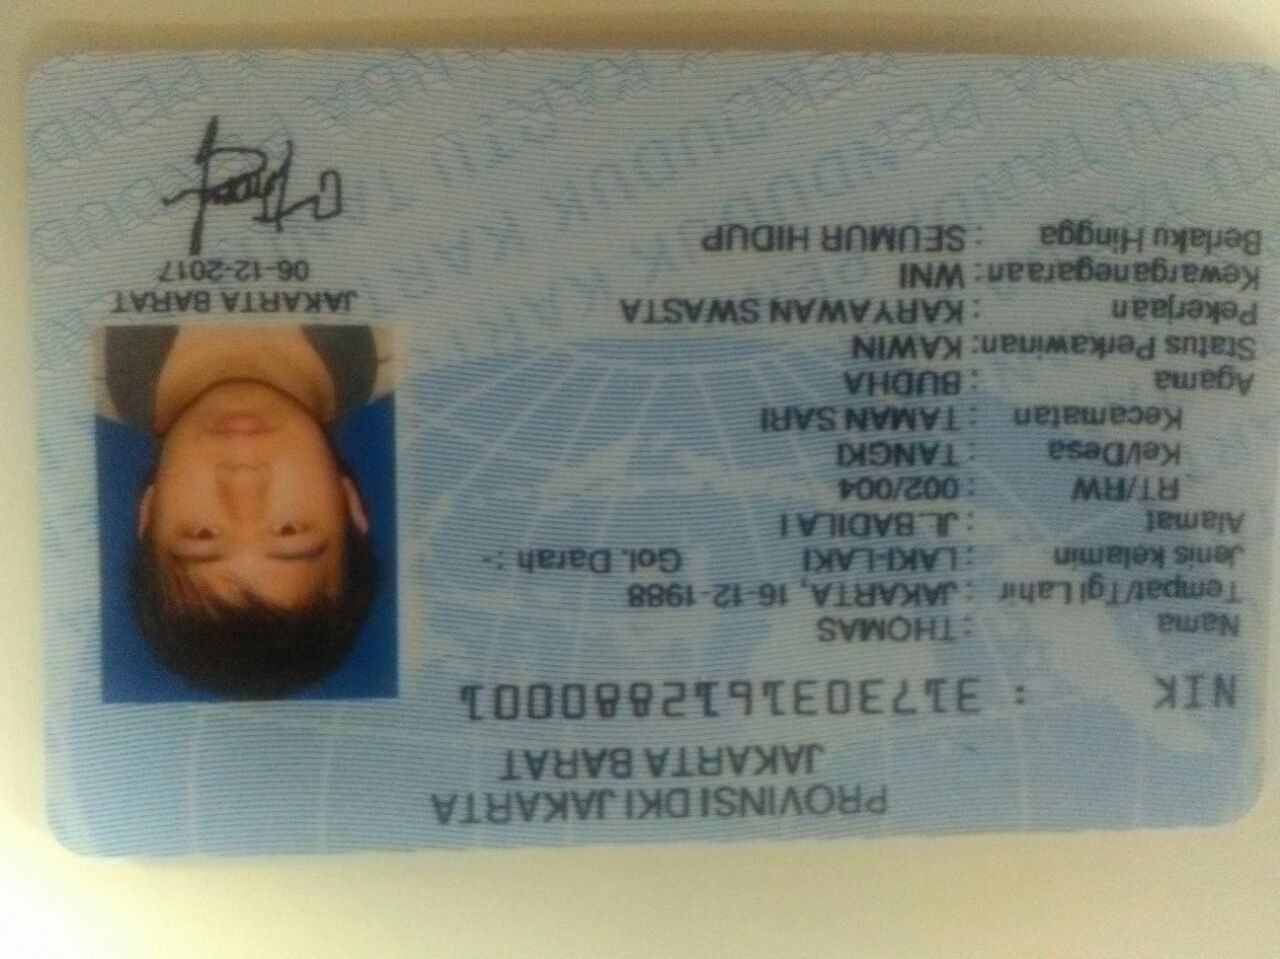 PROVINSI DKI JAKARTA
JAKARTA BARAT
NIK : 3173031612880001
Nama : THOMAS
Tempat/Tgl Lahir : JAKARTA, 16-12-1988
Jenis kelamin : LAKI-LAKI Gol. Darah : -
Alamat : JL. BADILA I
RT/RW : 002/004
Kel/Desa : TANGKI
Kecamatan : TAMAN SARI
Agama : BUDHA
Status Perkawinan: KAWIN
Pekerjaan : KARYAWAN SWASTA
Kewarganegaraan: WNI
Berlaku Hingga : SEUMUR HIDUP
JAKARTA BARAT
06-12-2017